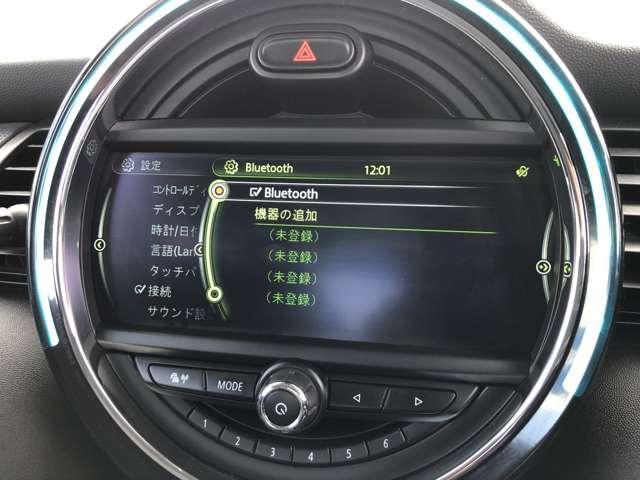 設定
Bluetooth
12:01
コントロールディ
Bluetooth
ディスプ
機器の追加
時計/日付
(未登録)
言語(Lan
(未登録)
タッチパ
(未登録)
接続
(未登録)
サウンド設
MODE
1
2
3
4
5
6